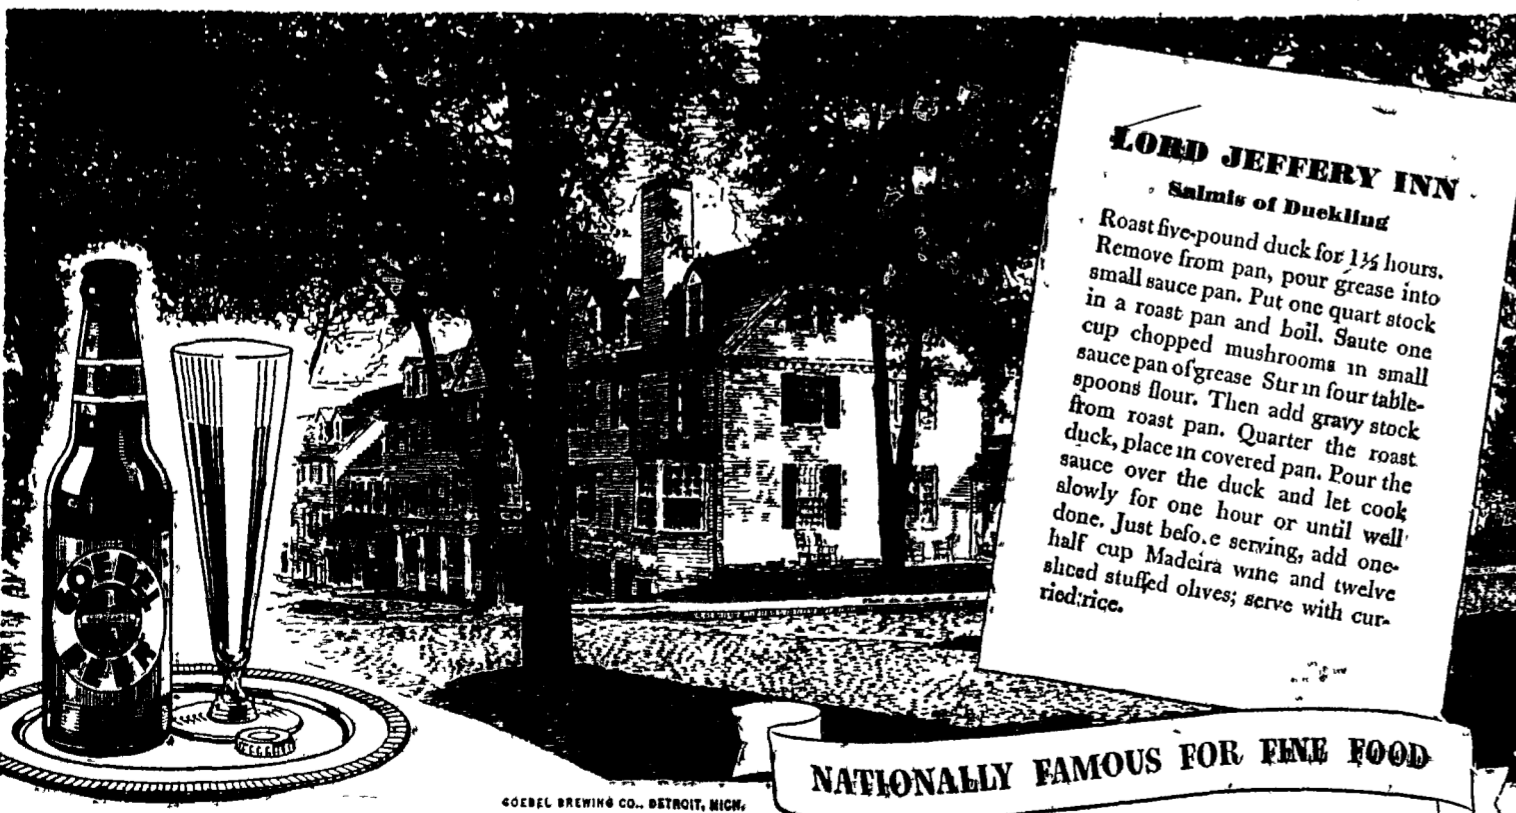 LORD JEFFERY INN
Salmis of Duckling
Roast five-pound duck for 1½ hours.
Remove from pan, pour grease into
small sauce pan. Put one quart stock
in a roast pan and boil. Saute one
cup chopped mushrooms in small
sauce pan of grease Stir in four table-
spoons flour. Then add gravy stock
from roast pan. Quarter the roast
duck, place in covered pan. Pour the
sauce over the duck and let cook
slowly for one hour or until well
done. Just before serving, add one-
half cup Madeira wine and twelve
sliced stuffed olives; serve with cur-
ried rice.
NATIONALLY FAMOUS FOR FINE FOOD
GOEBEL BREWING CO., DETROIT, MICH.